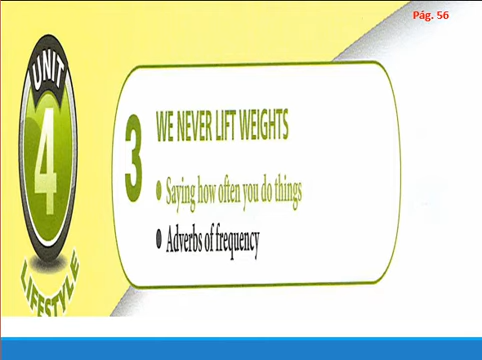 Pág. 56
UNIT
4
LIFESTYLE
3
WE NEVER LIFT WEIGHTS
• Saying how often you do things
• Adverbs of frequency